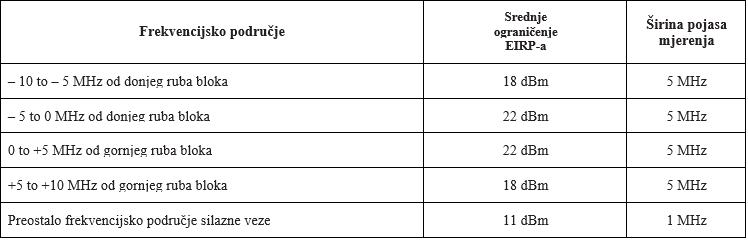 Frekvencijsko područje
Srednje
ograničenje
EIRP-a
Širina pojasa
mjerenja
– 10 to – 5 MHz od donjeg ruba bloka
18 dBm
5 MHz
– 5 to 0 MHz od donjeg ruba bloka
22 dBm
5 MHz
0 to +5 MHz od gornjeg ruba bloka
22 dBm
5 MHz
+5 to +10 MHz od gornjeg ruba bloka
18 dBm
5 MHz
Preostalo frekvencijsko područje silazne veze
11 dBm
1 MHz